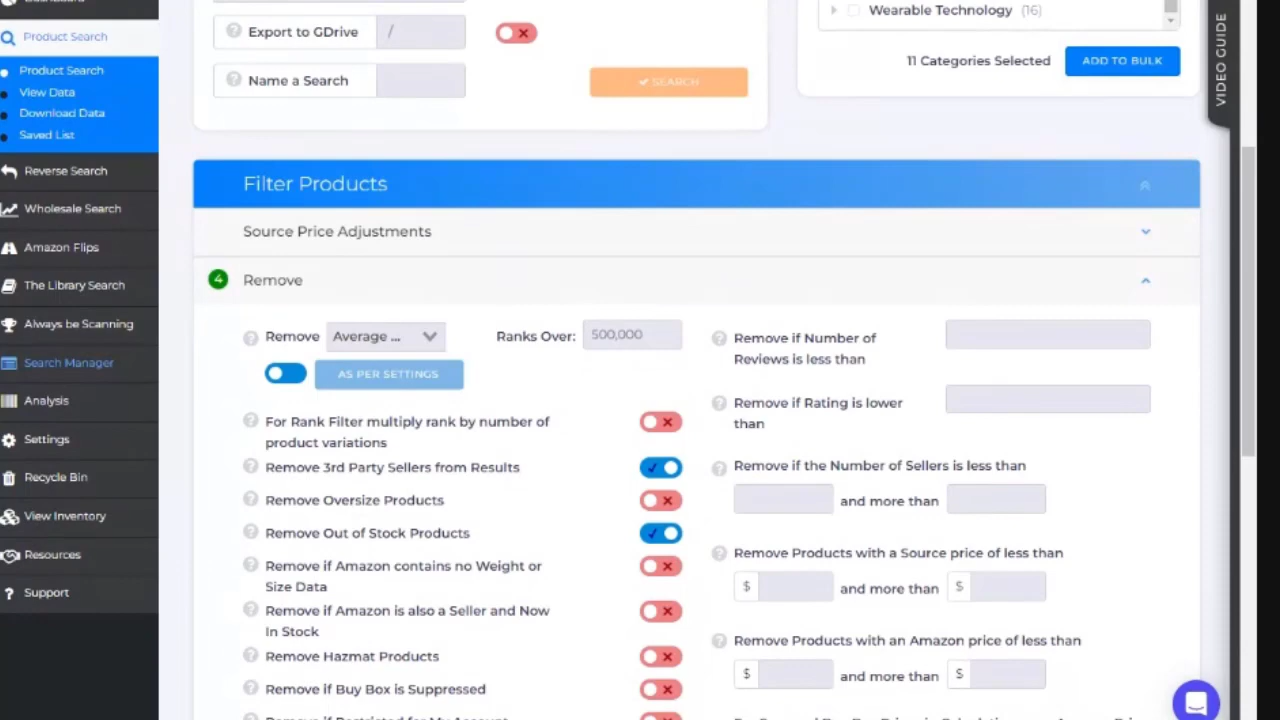 Dashboard
Product Search
Product Search
View Data
Download Data
Saved List
Reverse Search
Wholesale Search
Amazon Flips
The Library Search
Always be Scanning
Search Manager
Analysis
Settings
Recycle Bin
View Inventory
Resources
? Support
Export to GDrive /
Name a Search
SEARCH
Wearable Technology (16)
11 Categories Selected ADD TO BULK
VIDEO GUIDE
Filter Products
Source Price Adjustments
4 Remove
Remove Average ... Ranks Over: 500,000
AS PER SETTINGS
For Rank Filter multiply rank by number of
product variations
Remove 3rd Party Sellers from Results
Remove Oversize Products
Remove Out of Stock Products
Remove if Amazon contains no Weight or
Size Data
Remove if Amazon is also a Seller and Now
In Stock
Remove Hazmat Products
Remove if Buy Box is Suppressed
Remove if Restricted for My Account
Remove if Number of
Reviews is less than
Remove if Rating is lower
than
Remove if the Number of Sellers is less than
and more than
Remove Products with a Source price of less than
$ and more than $
Remove Products with an Amazon price of less than
$ and more than $